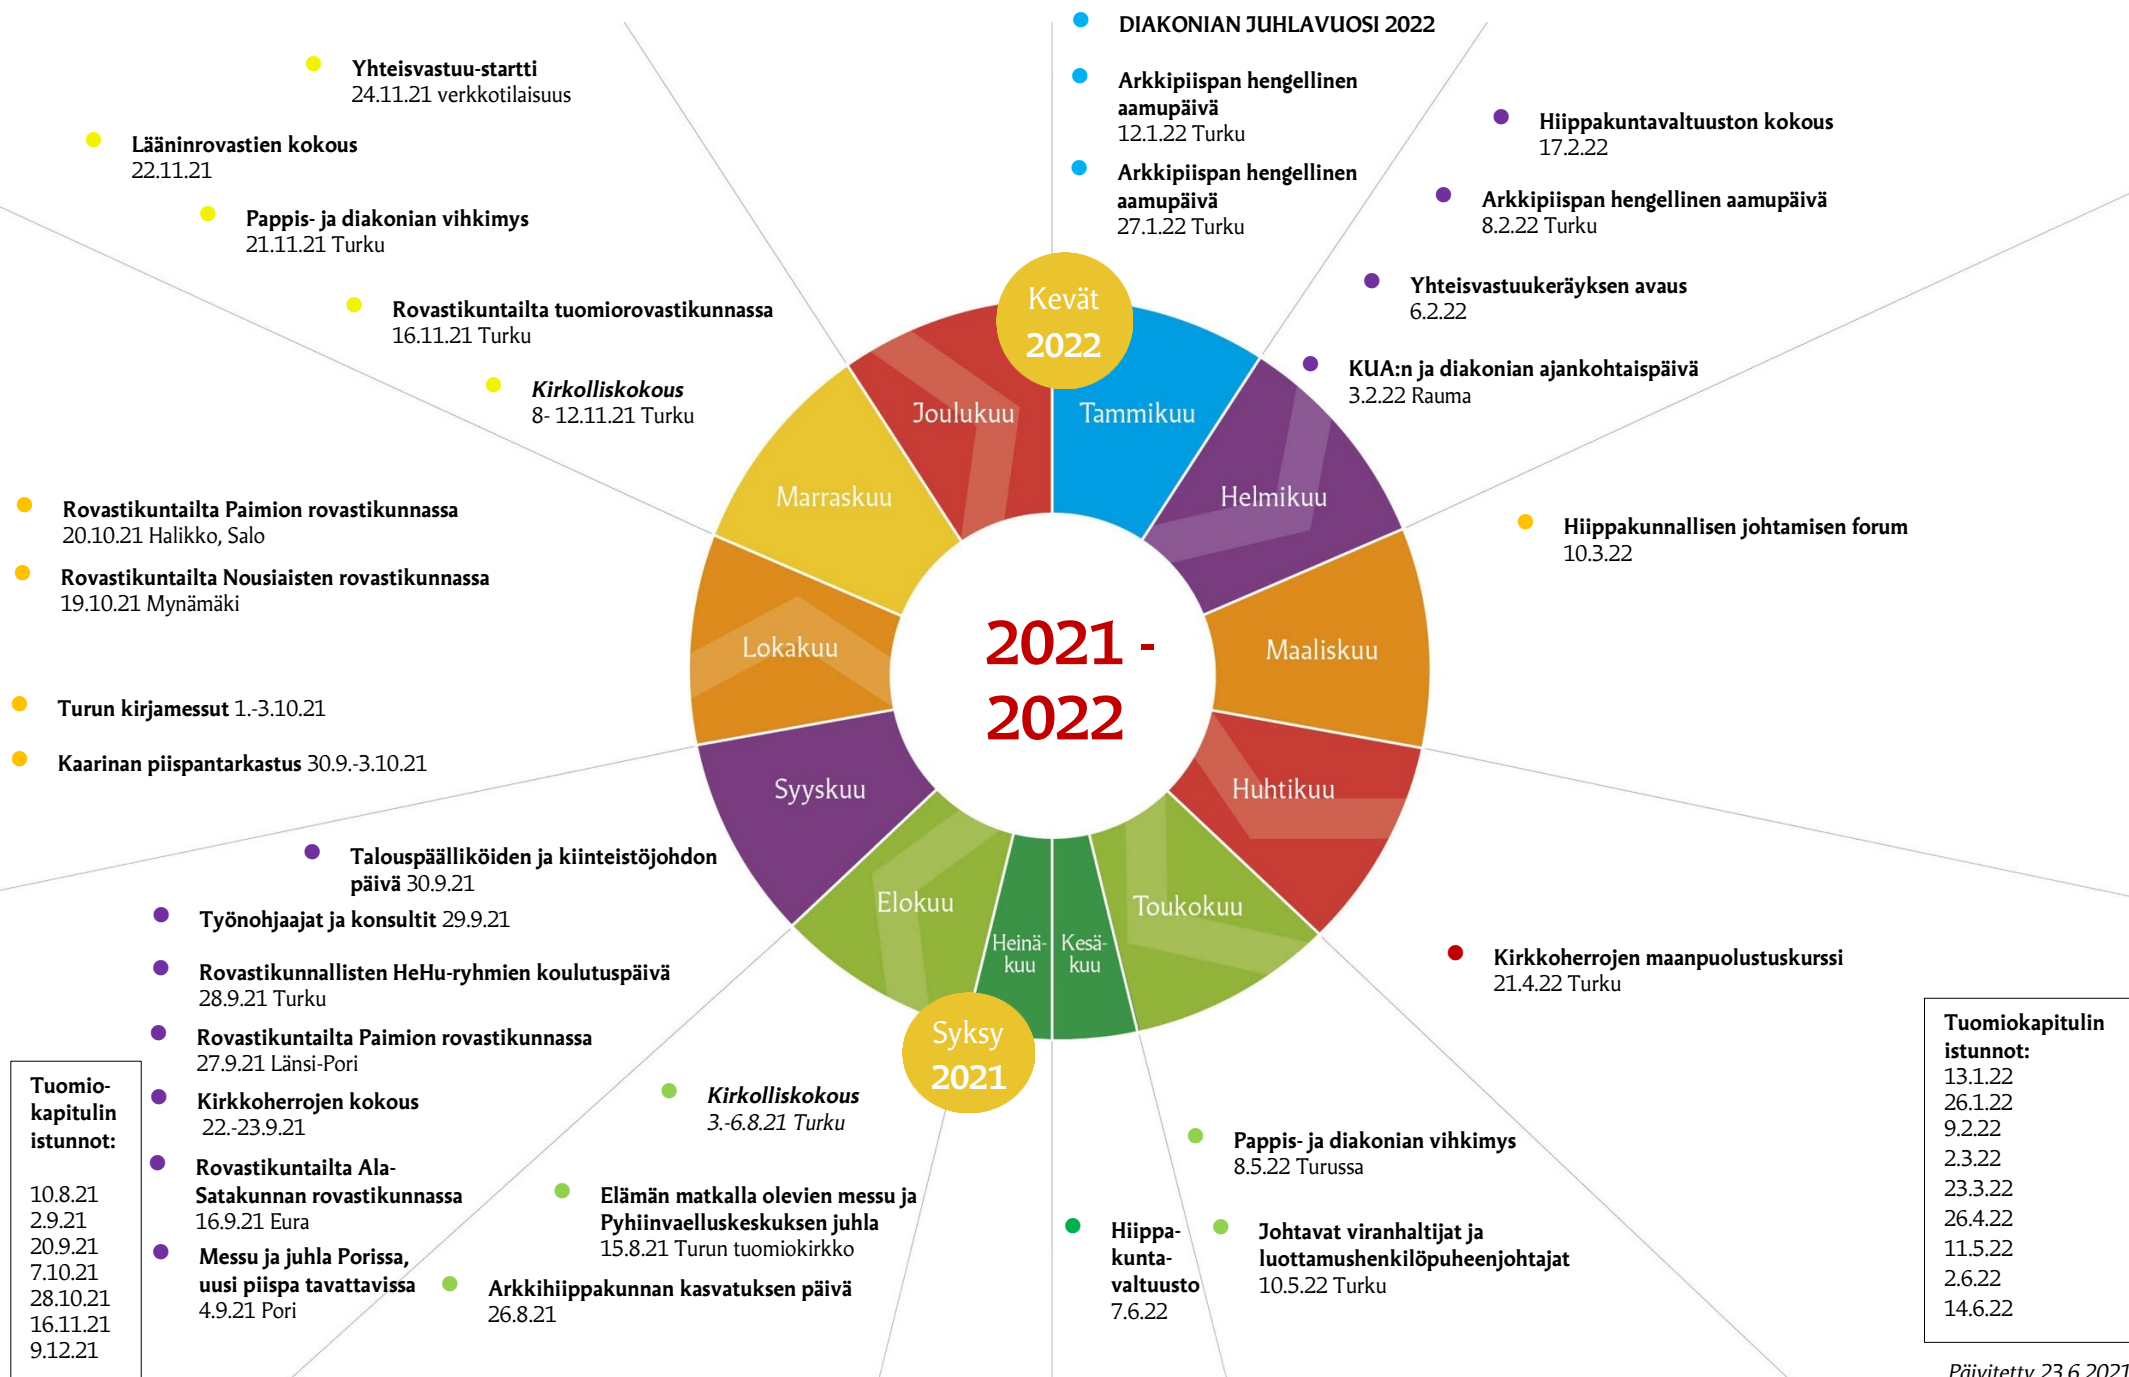 DIAKONIAN JUHLAVUOSI 2022
Arkkipiispan hengellinen
aamupäivä
12.1.22 Turku
Arkkipiispan hengellinen
aamupäivä
27.1.22 Turku
Hiippakuntavaltuuston kokous
17.2.22
Arkkipiispan hengellinen aamupäivä
8.2.22 Turku
Yhteisvastuukeräyksen avaus
6.2.22
KUA:n ja diakonian ajankohtaispäivä
3.2.22 Rauma
Hiippakunnallisen johtamisen forum
10.3.22
Kirkkoherrojen maanpuolustuskurssi
21.4.22 Turku
Pappis- ja diakonian vihkimys
8.5.22 Turussa
Johtavat viranhaltijat ja
luottamushenkilöpuheenjohtajat
10.5.22 Turku
Hiippa-
kunta-
valtuusto
7.6.22
Yhteisvastuu-startti
24.11.21 verkkotilaisuus
Lääninrovastien kokous
22.11.21
Pappis- ja diakonian vihkimys
21.11.21 Turku
Rovastikuntailta tuomiorovastikunnassa
16.11.21 Turku
Kirkolliskokous
8- 12.11.21 Turku
Rovastikuntailta Paimion rovastikunnassa
20.10.21 Halikko, Salo
Rovastikuntailta Nousiaisten rovastikunnassa
19.10.21 Mynämäki
Turun kirjamessut 1.-3.10.21
Kaarinan piispantarkastus 30.9.-3.10.21
Talouspäälliköiden ja kiinteistöjohdon
päivä 30.9.21
Työnohjaajat ja konsultit 29.9.21
Rovastikunnallisten HeHu-ryhmien koulutuspäivä
28.9.21 Turku
Rovastikuntailta Paimion rovastikunnassa
27.9.21 Länsi-Pori
Kirkkoherrojen kokous
22.-23.9.21
Rovastikuntailta Ala-
Satakunnan rovastikunnassa
16.9.21 Eura
Messu ja juhla Porissa,
uusi piispa tavattavissa
4.9.21 Pori
Kirkolliskokous
3.-6.8.21 Turku
Elämän matkalla olevien messu ja
Pyhiinvaelluskeskuksen juhla
15.8.21 Turun tuomiokirkko
Arkkihiippakunnan kasvatuksen päivä
26.8.21
Kevät
2022
Tammikuu
Helmikuu
Maaliskuu
Huhtikuu
Toukokuu
Kesä-
kuu
Heinä-
kuu
Elokuu
Syyskuu
Lokakuu
Marraskuu
Joulukuu
2021 -
2022
Syksy
2021
Tuomio-
kapitulin
istunnot:
10.8.21
2.9.21
20.9.21
7.10.21
28.10.21
16.11.21
9.12.21
Tuomiokapitulin
istunnot:
13.1.22
26.1.22
9.2.22
2.3.22
23.3.22
26.4.22
11.5.22
2.6.22
14.6.22
Päivitetty 23.6.2021